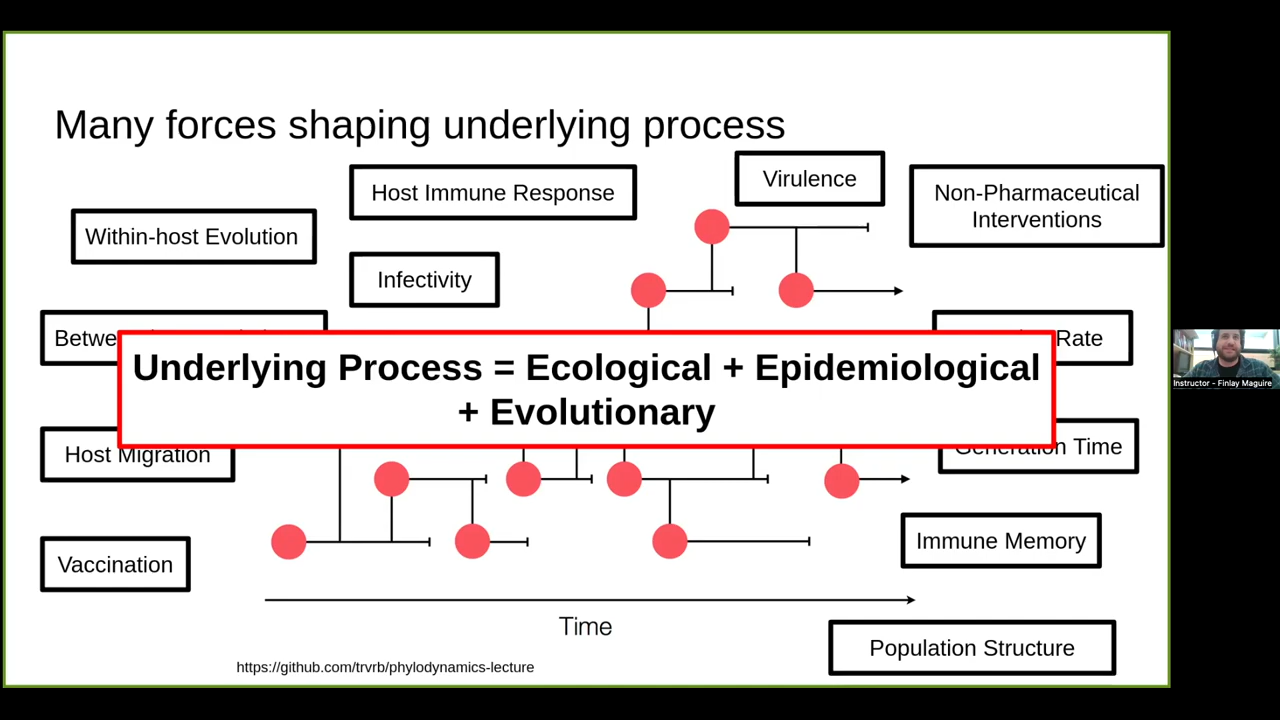 Many forces shaping underlying process
Virulence
Host Immune Response
Non-Pharmaceutical
Interventions
Within-host Evolution
Infectivity
Rate
Underlying Process = Ecological + Epidemiological
+ Evolutionary
Host Migration
Generation Time
Immune Memory
Vaccination
Time
Population Structure
https://github.com/trvrb/phylodynamics-lecture
Instructor - Finlay Maguire